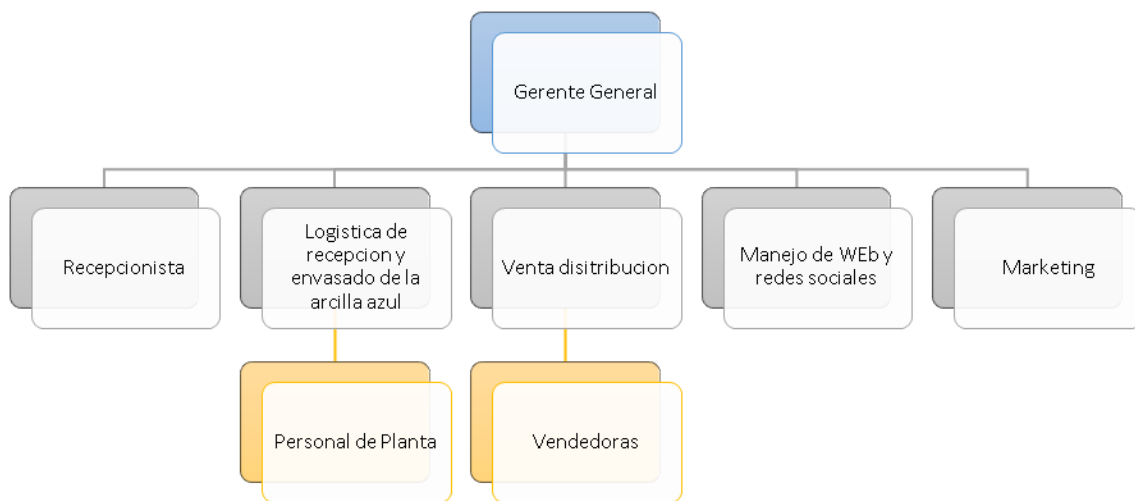 Gerente General
Recepcionista
Logistica de
recepcion y
envasado de la
arcilla azul
Venta disitribucion
Manejo de WEb y
redes sociales
Marketing
Personal de Planta
Vendedoras